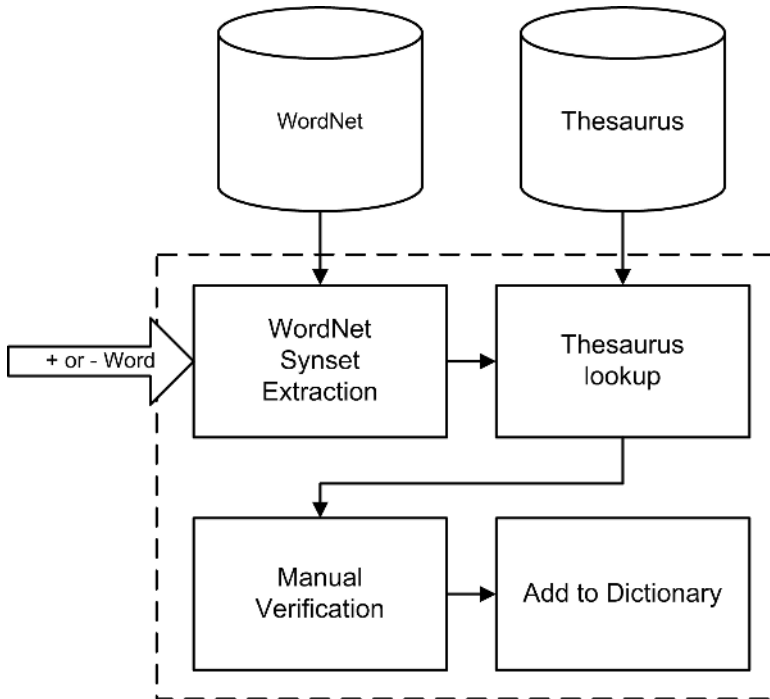 WordNet
Thesaurus
+ or - Word
WordNet
Synset
Extraction
Thesaurus
lookup
Manual
Verification
Add to Dictionary